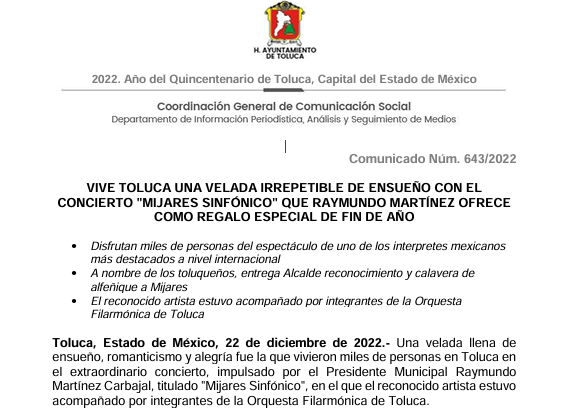 H. AYUNTAMIENTO
DE TOLUCA
2022. Año del Quincentenario de Toluca, Capital del Estado de México
Coordinación General de Comunicación Social
Departamento de Información Periodística, Análisis y Seguimiento de Medios
Comunicado Núm. 643/2022
VIVE TOLUCA UNA VELADA IRREPETIBLE DE ENSUEÑO CON EL
CONCIERTO "MIJARES SINFÓNICO" QUE RAYMUNDO MARTÍNEZ OFRECE
COMO REGALO ESPECIAL DE FIN DE AÑO
• Disfrutan miles de personas del espectáculo de uno de los interpretes mexicanos
más destacados a nivel internacional
• A nombre de los toluqueños, entrega Alcalde reconocimiento y calavera de
alfeñique a Mijares
• El reconocido artista estuvo acompañado por integrantes de la Orquesta
Filarmónica de Toluca
Toluca, Estado de México, 22 de diciembre de 2022.- Una velada llena de
ensueño, romanticismo y alegría fue la que vivieron miles de personas en Toluca en
el extraordinario concierto, impulsado por el Presidente Municipal Raymundo
Martínez Carbajal, titulado "Mijares Sinfónico", en el que el reconocido artista estuvo
acompañado por integrantes de la Orquesta Filarmónica de Toluca.